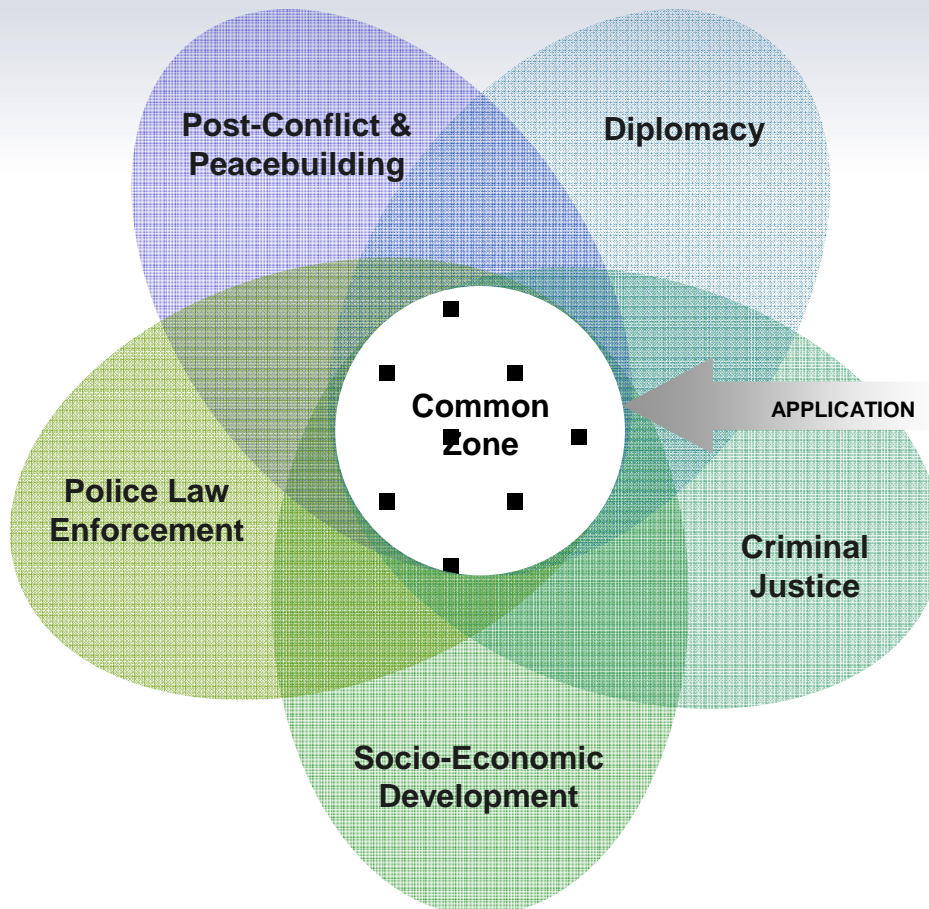 Post-Conflict &
Peacebuilding
Diplomacy
Common
Zone
APPLICATION
Police Law
Enforcement
Criminal
Justice
Socio-Economic
Development